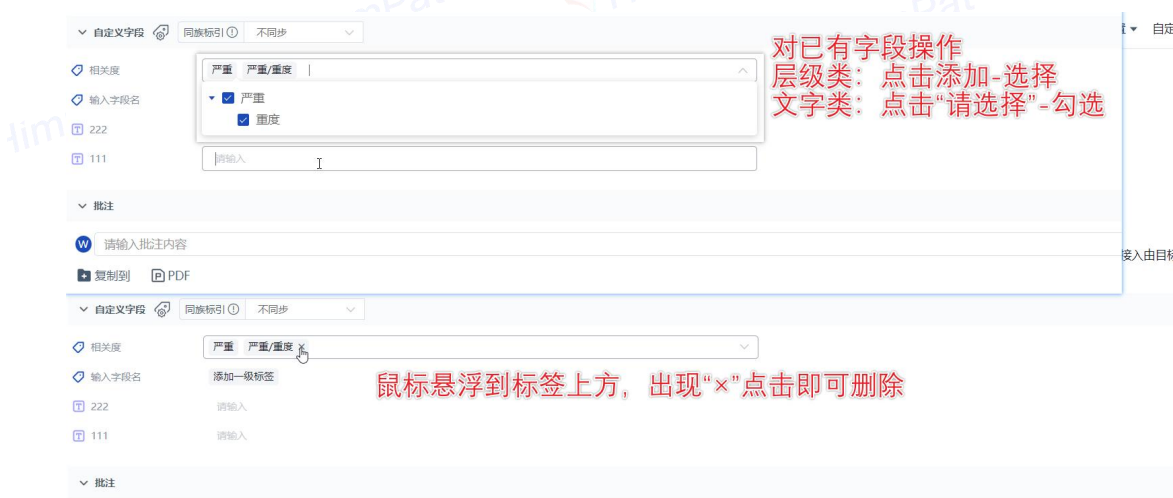 自定义字段 同族标引 不同步
自定
相关度 严重 严重/重度
对已有字段操作
层级类：点击添加-选择
文字类：点击“请选择”-勾选
输入字段名 严重
222 重度
111 请输入
批注
W 请输入批注内容
接入由目标
复制到 PDF
自定义字段 同族标引 不同步
相关度 严重 严重/重度 ×
输入字段名 添加一级标签
鼠标悬浮到标签上方，出现“×”点击即可删除
222 请输入
111 请输入
批注